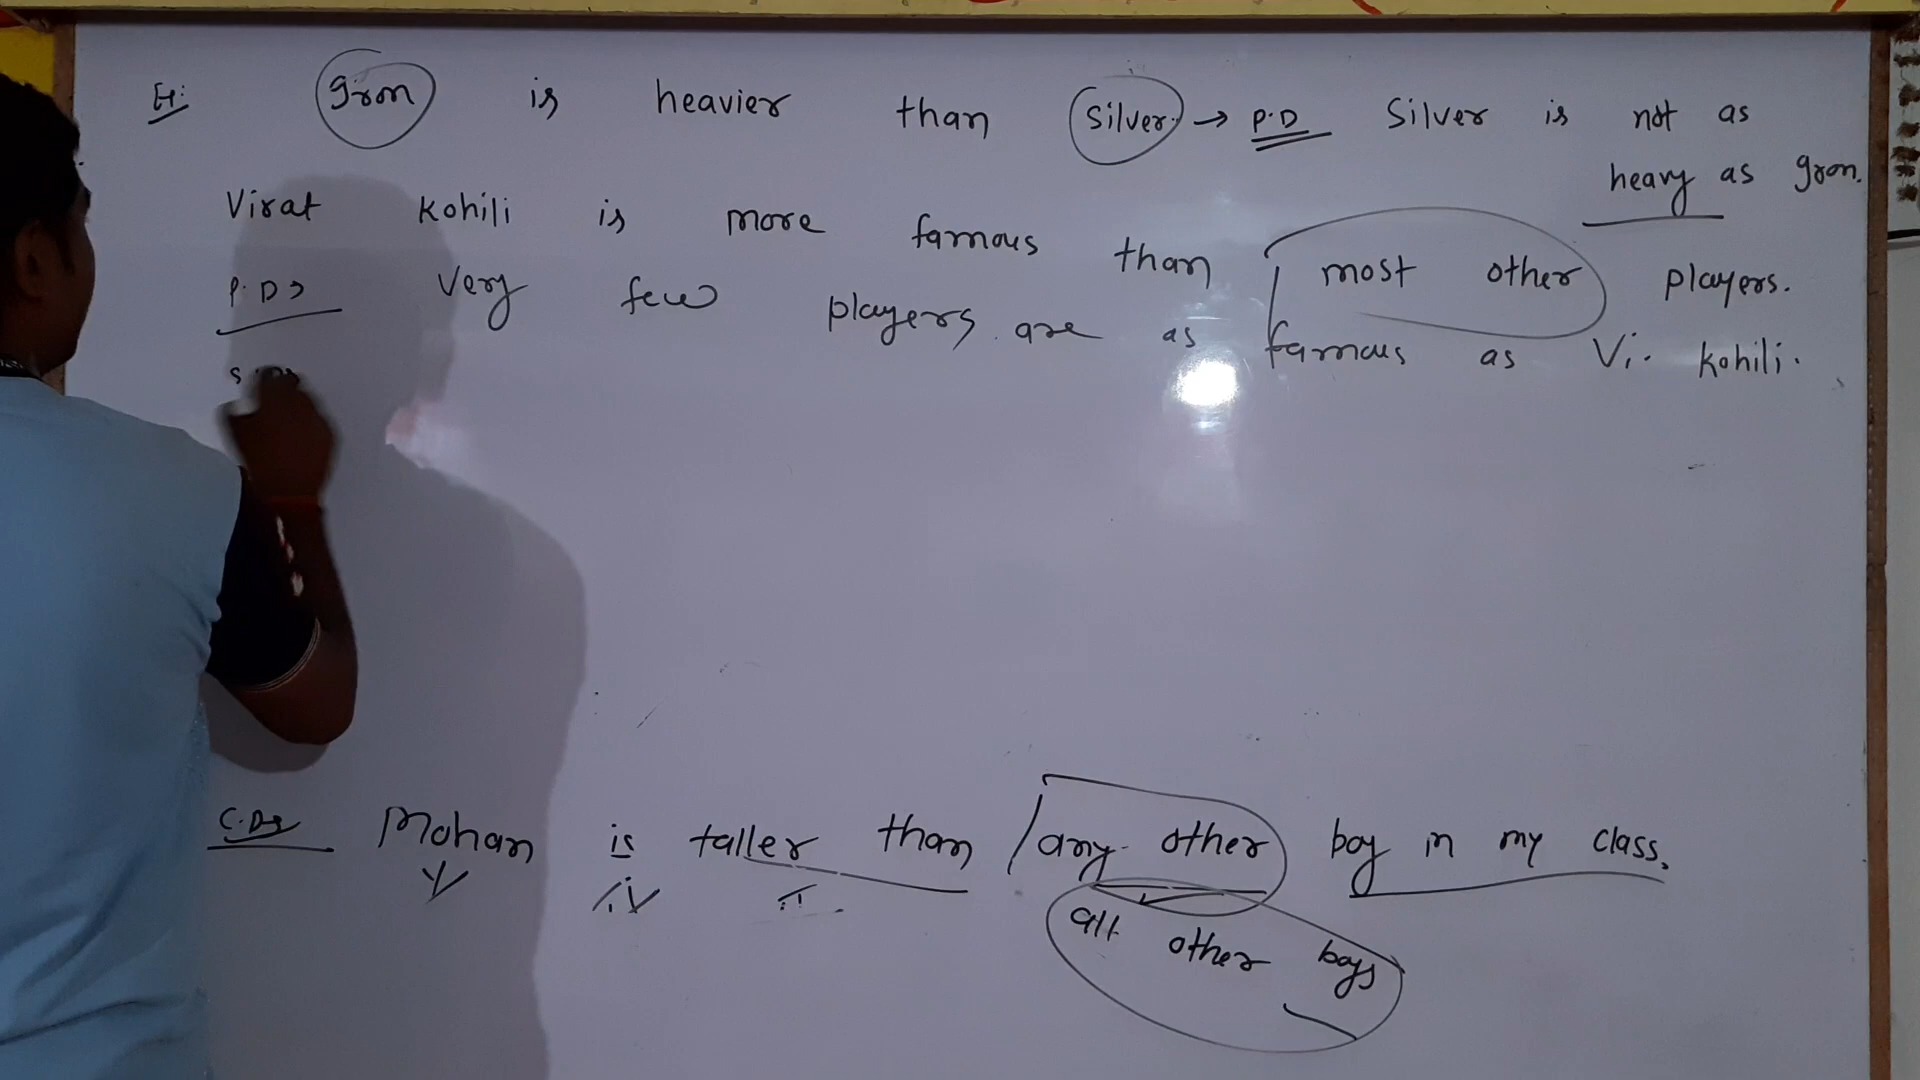 Ex: Iron is heavier than Silver. → P.D Silver is not as
heavy as Iron.
Virat Kohili is more famous than most other players.
P.D→ Very few players are as famous as Vi. Kohili.
S.D→
C.D→ Mohan is taller than any other boy in my class.
V iv II
all other boys